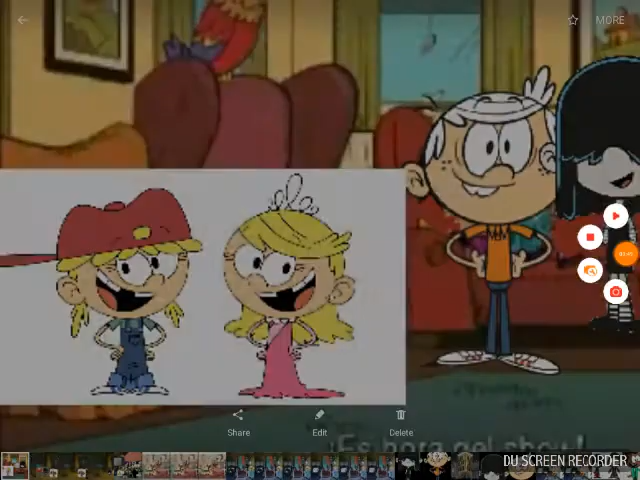 MORE
Share
Edit
Delete
¡Es hora del show!
DU SCREEN RECORDER